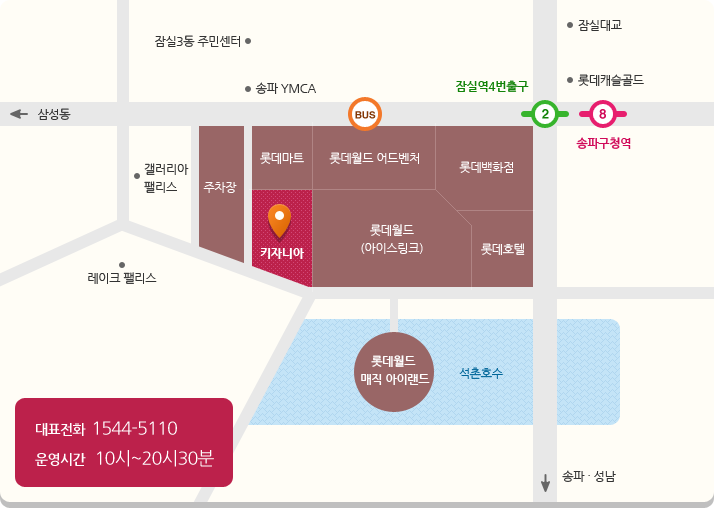 잠실대교
잠실3동 주민센터
롯데캐슬골드
송파 YMCA
잠실역4번출구
삼성동
BUS
2
8
송파구청역
롯데마트
롯데월드 어드벤처
롯데백화점
갤러리아
팰리스
주차장
롯데월드
(아이스링크)
롯데호텔
키자니아
레이크 팰리스
롯데월드
매직 아이랜드
석촌호수
대표전화 1544-5110
운영시간 10시~20시30분
송파 · 성남